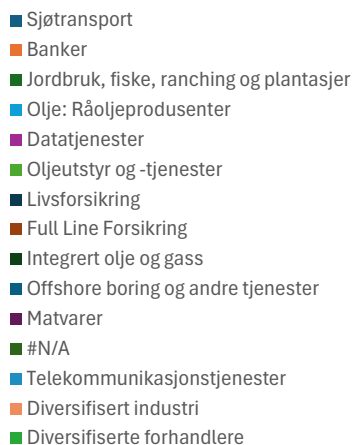 Sjøtransport
Banker
Jordbruk, fiske, ranching og plantasjer
Olje: Råoljeprodusenter
Datatjenester
Oljeutstyr og -tjenester
Livsforsikring
Full Line Forsikring
Integrert olje og gass
Offshore boring og andre tjenester
Matvarer
#N/A
Telekommunikasjonstjenester
Diversifisert industri
Diversifiserte forhandlere